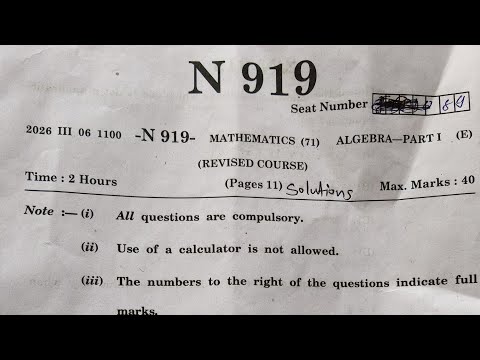 N 919
Seat Number 8 9
2026 III 06 1100 -N 919- MATHEMATICS (71) ALGEBRA—PART I (E)
(REVISED COURSE)
Time : 2 Hours (Pages 11) Solutions Max. Marks : 40
Note :— (i) All questions are compulsory.
(ii) Use of a calculator is not allowed.
(iii) The numbers to the right of the questions indicate full
marks.